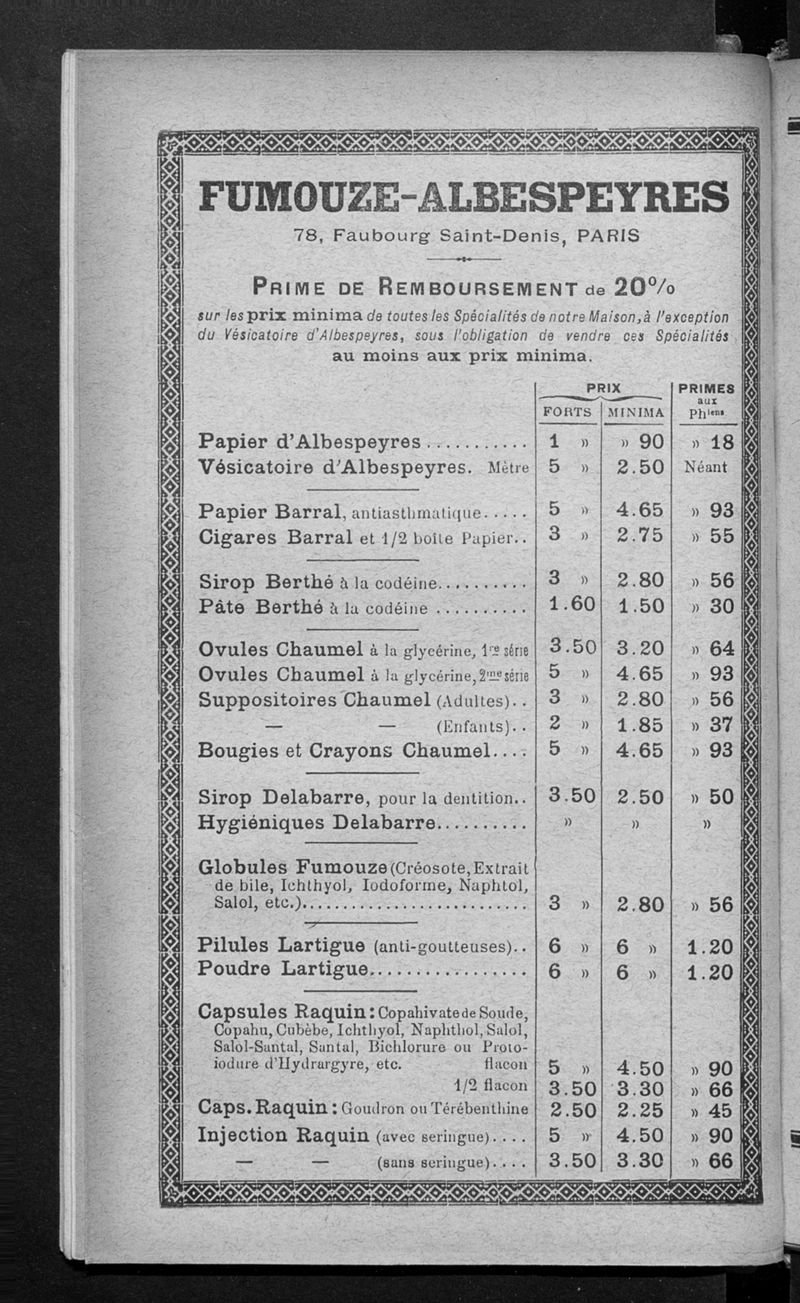 FUMOUZE-ALBESPEYRES
78, Faubourg Saint-Denis, PARIS
PRIME DE REMBOURSEMENT de 20%
sur les prix minima de toutes les Spécialités de notre Maison, à l'exception
du Vésicatoire d'Albespeyres, sous l'obligation de vendre ces Spécialités
au moins aux prix minima.
PRIX PRIMES
aux
FORTS MINIMA Phiens
Papier d'Albespeyres ........... 1 » » 90 » 18
Vésicatoire d'Albespeyres. Mètre 5 » 2.50 Néant
Papier Barral, antiasthmatique..... 5 » 4.65 » 93
Cigares Barral et 1/2 boîte Papier.. 3 » 2.75 » 55
Sirop Berthé à la codéine.......... 3 » 2.80 » 56
Pâte Berthé à la codéine .......... 1.60 1.50 » 30
Ovules Chaumel à la glycérine, 1re série 3.50 3.20 » 64
Ovules Chaumel à la glycérine, 2me série 5 » 4.65 » 93
Suppositoires Chaumel (Adultes).. 3 » 2.80 » 56
— — (Enfants).. 2 » 1.85 » 37
Bougies et Crayons Chaumel.... 5 » 4.65 » 93
Sirop Delabarre, pour la dentition.. 3.50 2.50 » 50
Hygiéniques Delabarre.......... » » »
Globules Fumouze (Créosote, Extrait
de bile, Ichthyol, Iodoforme, Naphtol,
Salol, etc.)............................ 3 » 2.80 » 56
Pilules Lartigue (anti-goutteuses).. 6 » 6 » 1.20
Poudre Lartigue................. 6 » 6 » 1.20
Capsules Raquin: Copahivate de Soude,
Copahu, Cubèbe, Ichthyol, Naphthol, Salol,
Salol-Santal, Santal, Bichlorure ou Proto-
iodure d'Hydrargyre, etc. flacon 5 » 4.50 » 90
1/2 flacon 3.50 3.30 » 66
Caps. Raquin: Goudron ou Térébenthine 2.50 2.25 » 45
Injection Raquin (avec seringue).... 5 » 4.50 » 90
— — (sans seringue).... 3.50 3.30 » 66